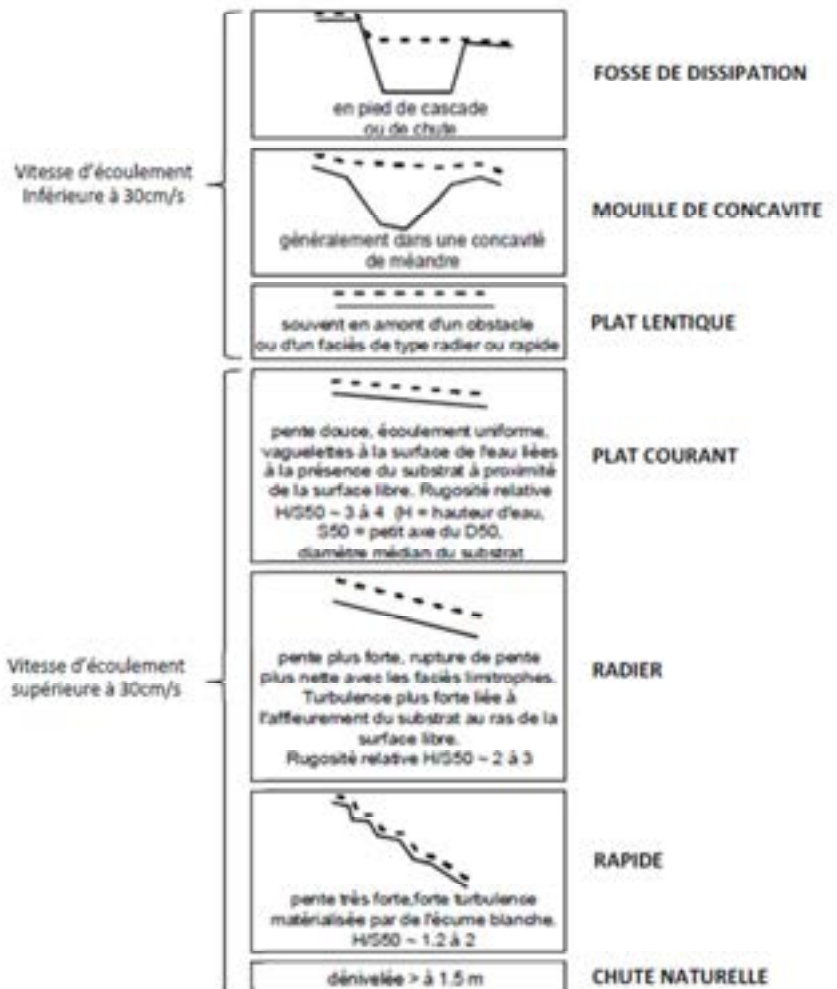 en pied de cascade
ou de chute
FOSSE DE DISSIPATION
Vitesse d'écoulement
Inférieure à 30cm/s
généralement dans une concavité
de méandre
MOUILLE DE CONCAVITE
souvent en amont d'un obstacle
ou d'un faciès de type radier ou rapide
PLAT LENTIQUE
pente douce, écoulement uniforme,
vaguelettes à la surface de l'eau liées
à la présence du substrat à proximité
de la surface libre. Rugosité relative
H/S50 ~ 3 à 4 (H = hauteur d'eau,
S50 = petit axe du D50,
diamètre médian du substrat
PLAT COURANT
Vitesse d'écoulement
supérieure à 30cm/s
pente plus forte, rupture de pente
plus nette avec les faciès limitrophes.
Turbulence plus forte liée à
l'affleurement du substrat au ras de la
surface libre.
Rugosité relative H/S50 ~ 2 à 3
RADIER
pente très forte,forte turbulence
matérialisée par de l'écume blanche.
H/S50 ~ 1.2 à 2
RAPIDE
dénivelée > à 1.5 m
CHUTE NATURELLE